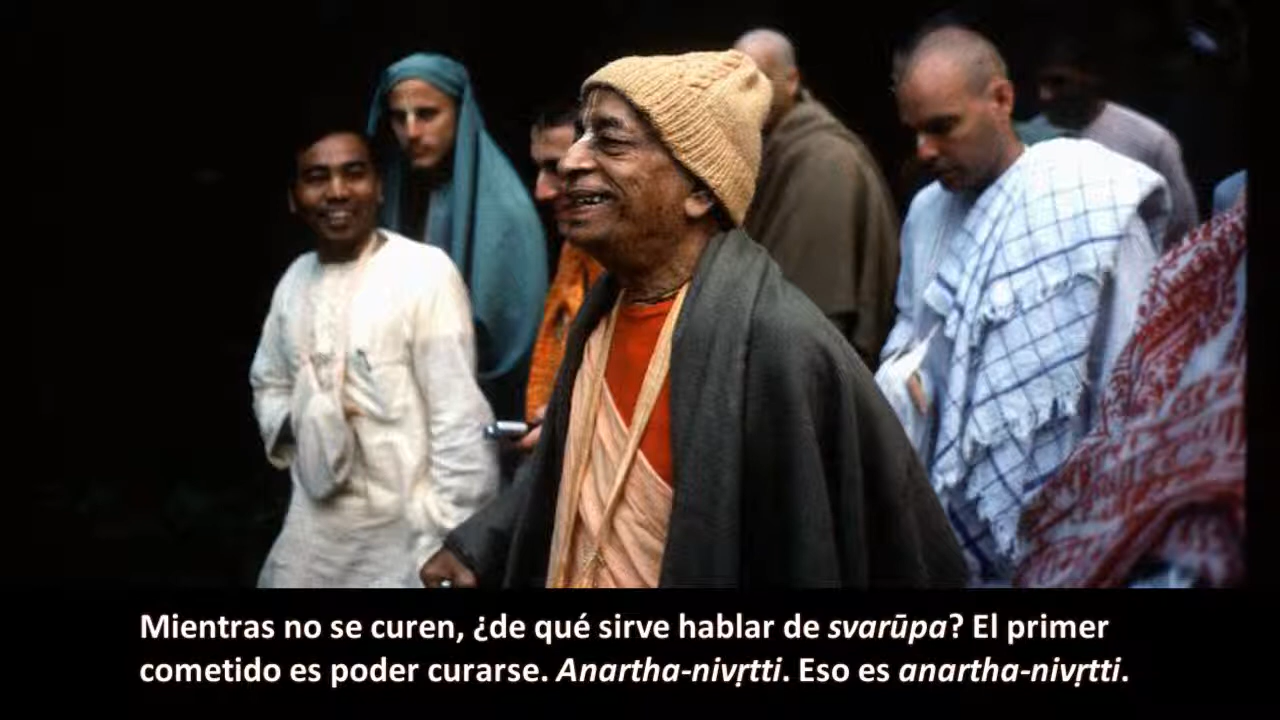 Mientras no se curen, ¿de qué sirve hablar de svarūpa? El primer
cometido es poder curarse. Anartha-nivṛtti. Eso es anartha-nivṛtti.